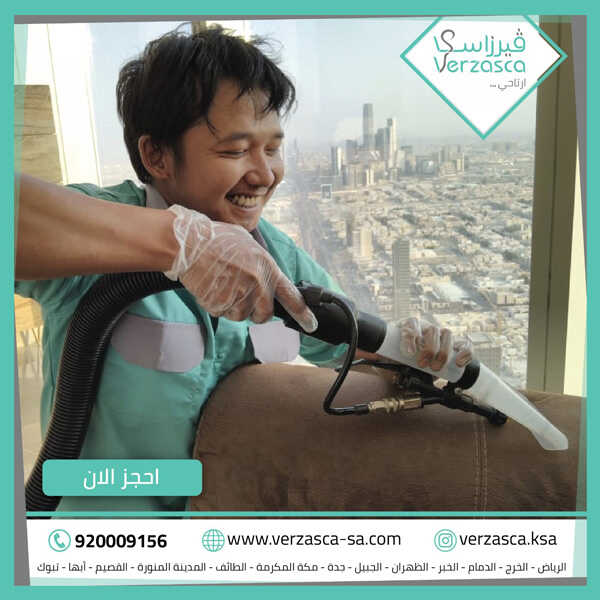 ڤيرزاسكا
Verzasca
ارتاحي ...
احجز الان
920009156
www.verzasca-sa.com
verzasca.ksa
الرياض - الخرج - الدمام - الخبر - الظهران - الجبيل - جدة - مكة المكرمة - الطائف - المدينة المنورة - القصيم - أبها - تبوك